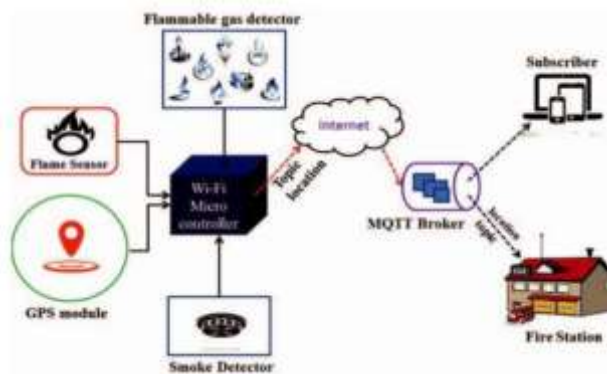 Flammable gas detector
Subscriber
Internet
Flame Sensor
Wi-Fi
Micro
controller
Topic
location
MQTT Broker
location
topic
GPS module
Smoke Detector
Fire Station